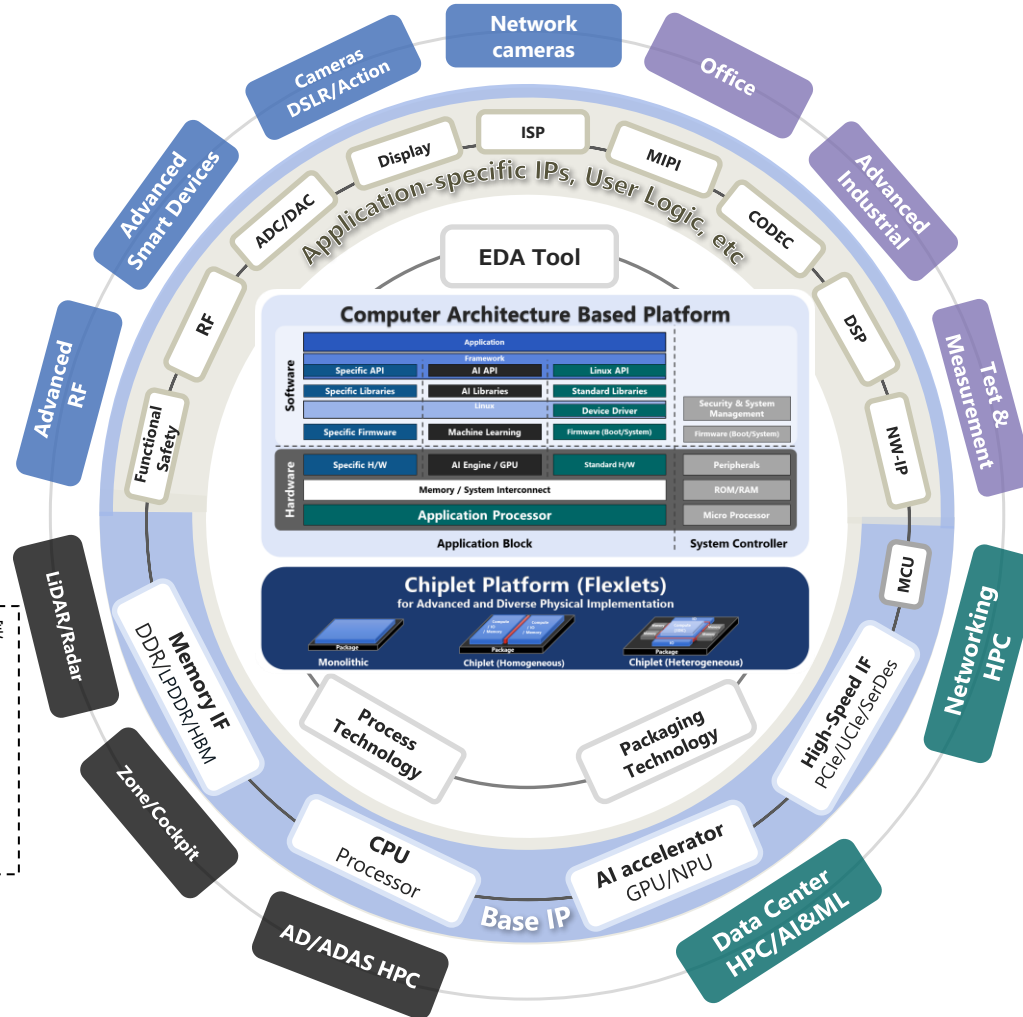 Network
cameras
Office
Advanced
Industrial
Test &
Measurement
Networking
HPC
Data Center
HPC/AI&ML
AD/ADAS HPC
Zone/Cockpit
LiDAR/Radar
Advanced
RF
Advanced
Smart Devices
Cameras
DSLR/Action
Application-specific IPs, User Logic, etc
Functional
Safety
RF
ADC/DAC
Display
ISP
MIPI
CODEC
DSP
NW-IP
MCU
High-Speed IF
PCIe/UCIe/SerDes
AI accelerator
GPU/NPU
Base IP
CPU
Processor
Memory IF
DDR/LPDDR/HBM
EDA Tool
Computer Architecture Based Platform
Software
Application
Framework
Specific API
AI API
Linux API
Specific Libraries
AI Libraries
Standard Libraries
Linux
Device Driver
Security & System
Management
Specific Firmware
Machine Learning
Firmware (Boot/System)
Firmware (Boot/System)
Hardware
Specific H/W
AI Engine / GPU
Standard H/W
Peripherals
Memory / System Interconnect
ROM/RAM
Application Processor
Micro Processor
Application Block
System Controller
Chiplet Platform (Flexlets)
for Advanced and Diverse Physical Implementation
Package
Monolithic
Package
Chiplet (Homogeneous)
Package
Chiplet (Heterogeneous)
Process
Technology
Packaging
Technology